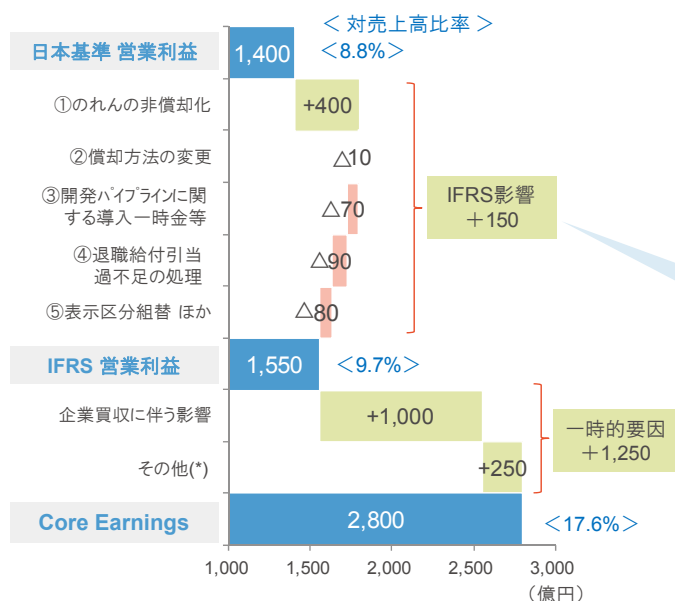 ＜ 対売上高比率 ＞
日本基準 営業利益
1,400
＜8.8%＞
①のれんの非償却化
+400
②償却方法の変更
△10
③開発ﾊﾟｲﾌﾟﾗｲﾝに関
する導入一時金等
△70
④退職給付引当
過不足の処理
△90
⑤表示区分組替 ほか
△80
IFRS影響
＋150
IFRS 営業利益
1,550
＜9.7%＞
企業買収に伴う影響
+1,000
その他(*)
+250
一時的要因
＋1,250
Core Earnings
2,800
＜17.6%＞
1,000
1,500
2,000
2,500
3,000
（億円）